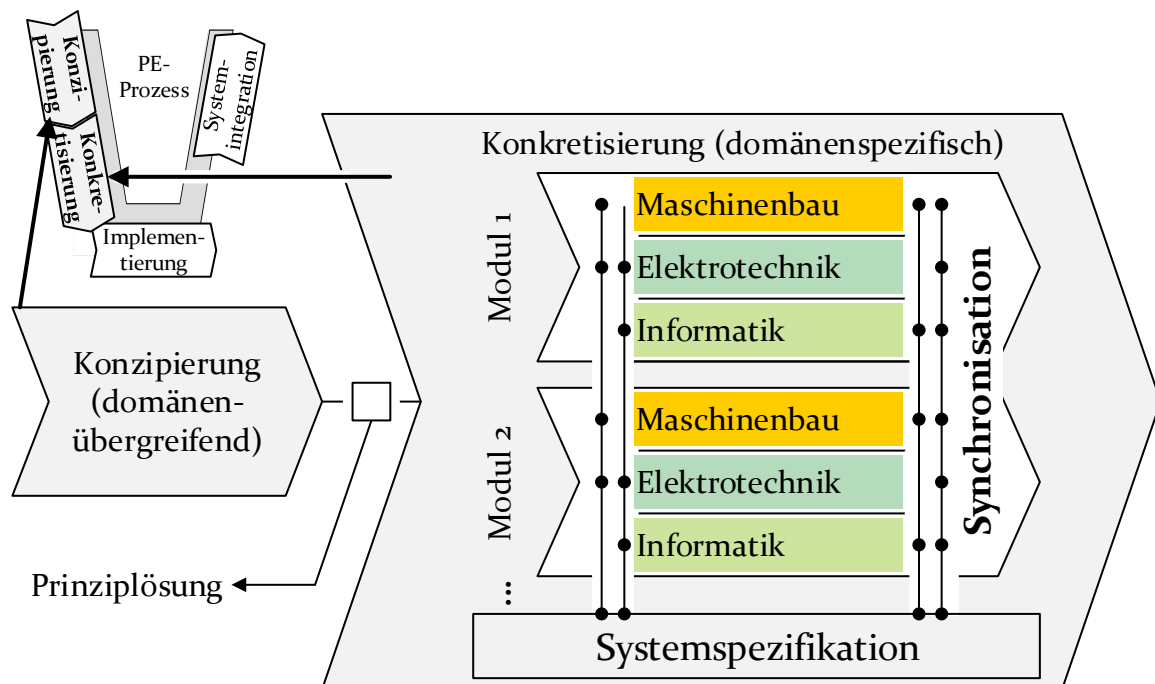 Konzi-
pierung
Konkre-
tisierung
PE-
Prozess
System-
integration
Implemen-
tierung
Konzipierung
(domänen-
übergreifend)
Prinziplösung
Konkretisierung (domänenspezifisch)
Modul 1
Maschinenbau
Elektrotechnik
Informatik
Modul 2
Maschinenbau
Elektrotechnik
Informatik
...
Synchronisation
Systemspezifikation